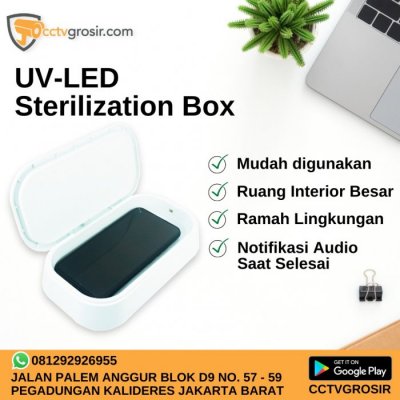 cctvgrosir.com
UV-LED
Sterilization Box
Mudah digunakan
Ruang Interior Besar
Ramah Lingkungan
Notifikasi Audio
Saat Selesai
081292926955
JALAN PALEM ANGGUR BLOK D9 NO. 57 - 59
PEGADUNGAN KALIDERES JAKARTA BARAT
GET IT ON
Google Play
CCTVGROSIR